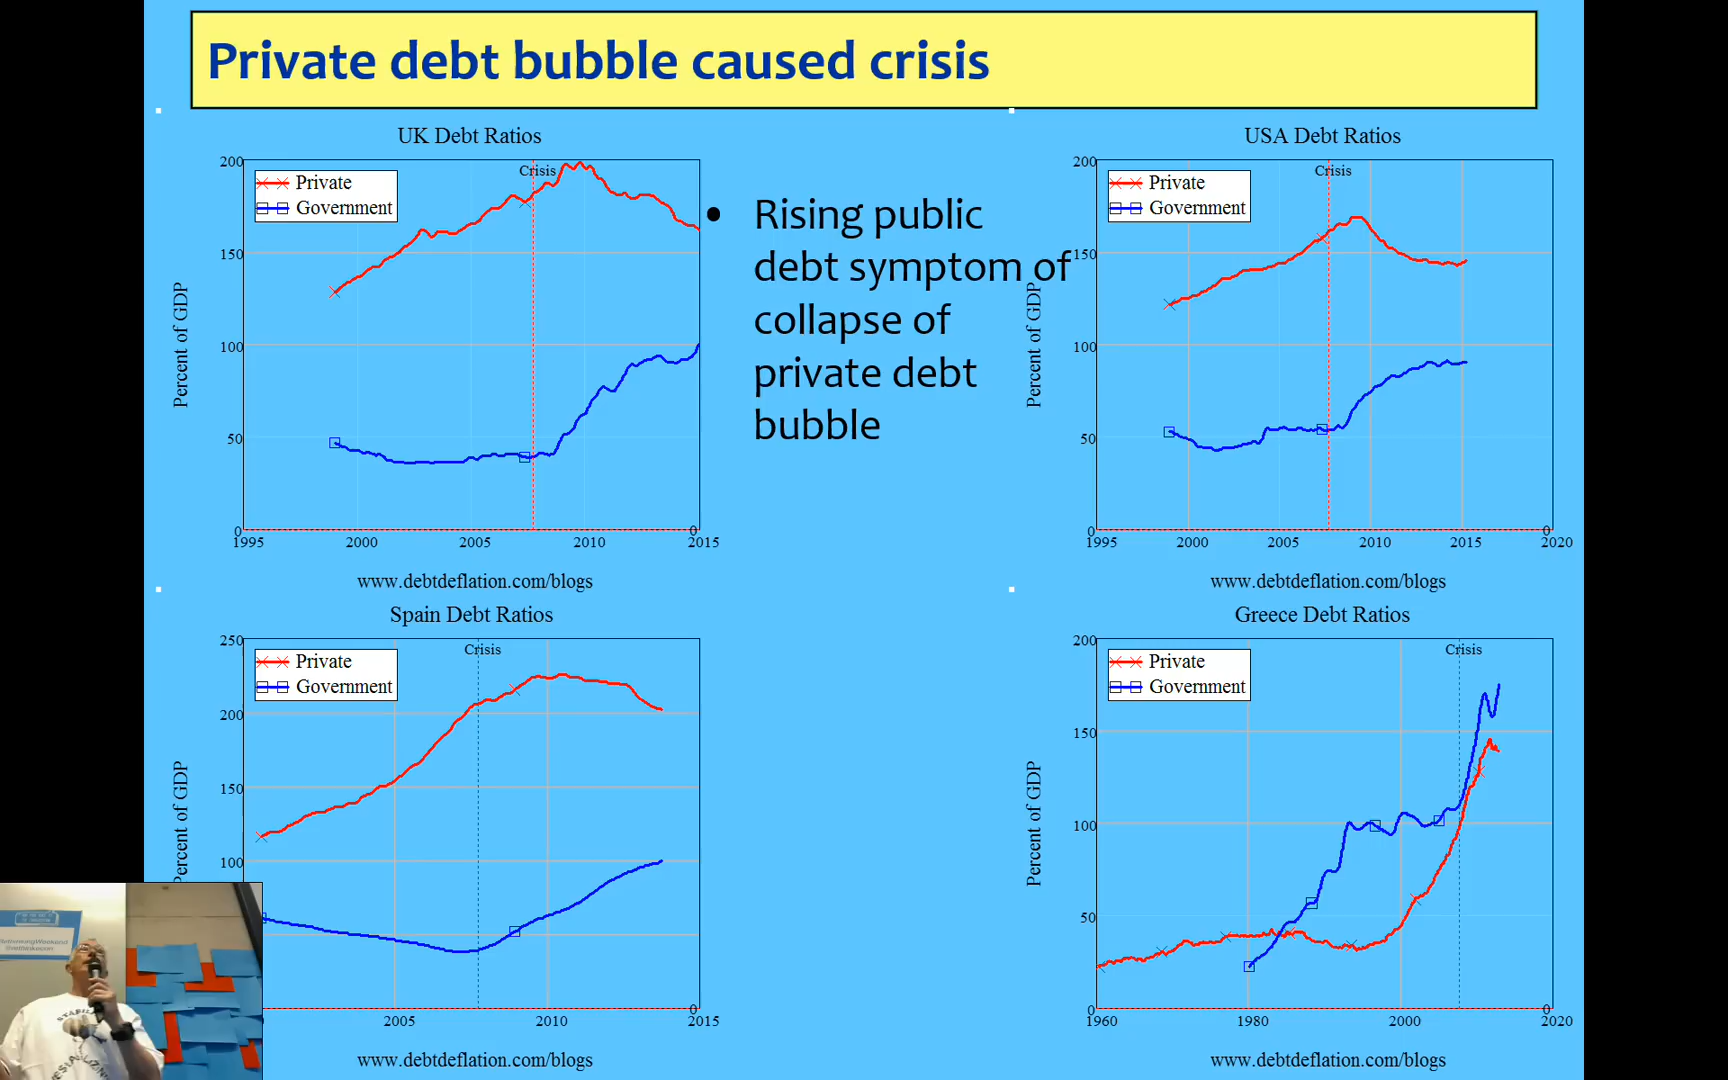 Private debt bubble caused crisis
UK Debt Ratios
200
150
100
50
0
Percent of GDP
Private
Government
Crisis
0
1995
2000
2005
2010
2015
www.debtdeflation.com/blogs
• Rising public
debt symptom of
collapse of
private debt
bubble
USA Debt Ratios
200
150
100
50
0
Percent of GDP
Private
Government
Crisis
0
1995
2000
2005
2010
2015
2020
www.debtdeflation.com/blogs
Spain Debt Ratios
250
200
150
100
Percent of GDP
Private
Government
Crisis
0
2005
2010
2015
www.debtdeflation.com/blogs
Greece Debt Ratios
200
150
100
50
0
Percent of GDP
Private
Government
Crisis
0
1960
1980
2000
2020
www.debtdeflation.com/blogs